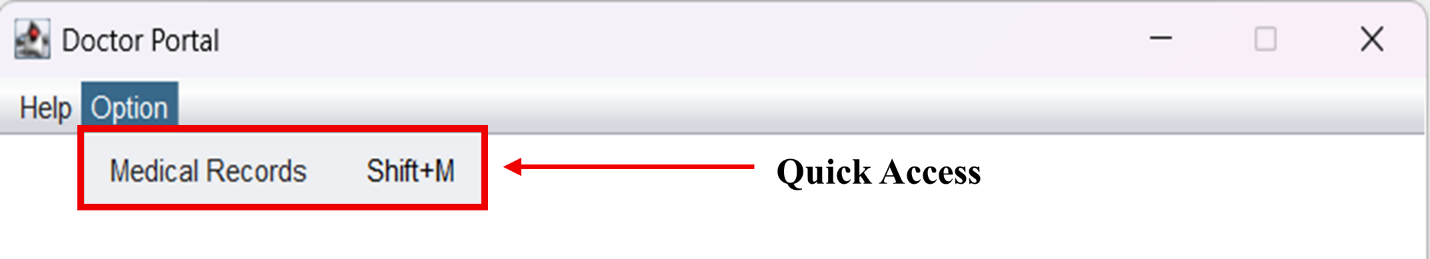 Doctor Portal
Help Option
Medical Records Shift+M
Quick Access